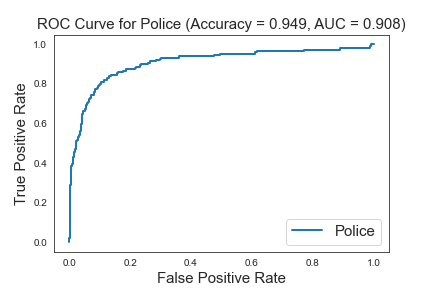 ROC Curve for Police (Accuracy = 0.949, AUC = 0.908)
True Positive Rate
1.0
0.8
0.6
0.4
0.2
0.0
Police
0.0 0.2 0.4 0.6 0.8 1.0
False Positive Rate